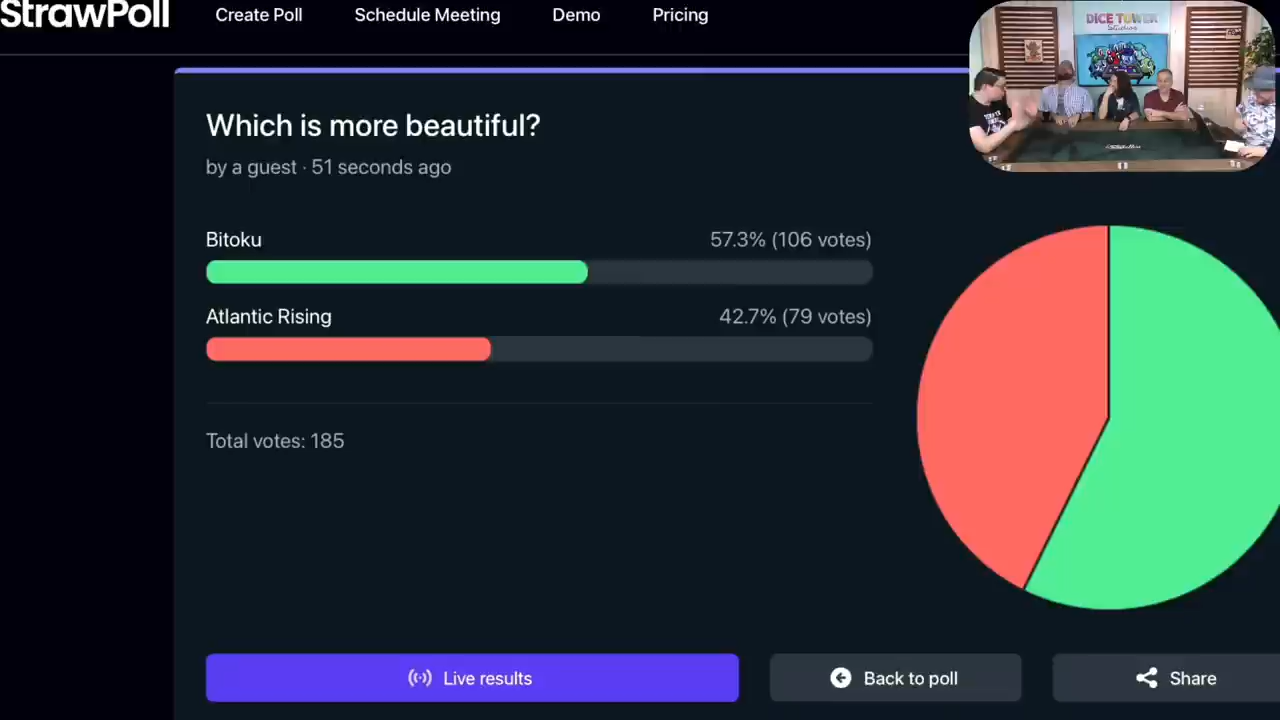 StrawPoll
Create Poll
Schedule Meeting
Demo
Pricing
DICE TOWER
Studios
Which is more beautiful?
by a guest · 51 seconds ago
Bitoku
57.3% (106 votes)
Atlantic Rising
42.7% (79 votes)
Total votes: 185
Live results
Back to poll
Share